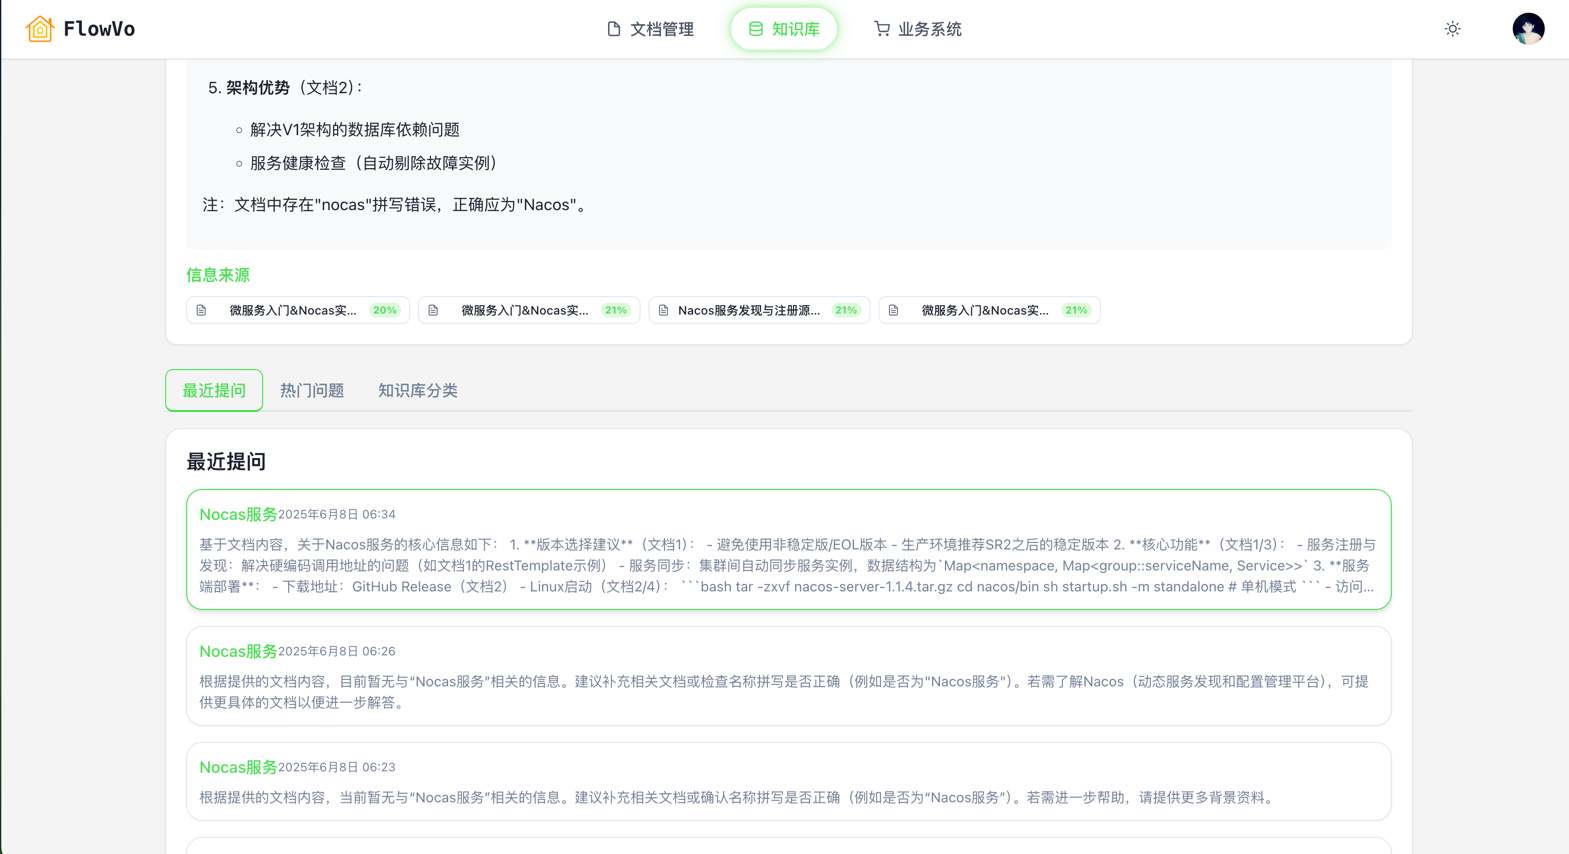 FlowVo
文档管理
知识库
业务系统
5. 架构优势（文档2）：
解决V1架构的数据库依赖问题
服务健康检查（自动剔除故障实例）
注：文档中存在"nocas"拼写错误，正确应为"Nacos"。
信息来源
微服务入门&Nocas实... 20%
微服务入门&Nocas实... 21%
Nacos服务发现与注册源... 21%
微服务入门&Nocas实... 21%
最近提问
热门问题
知识库分类
最近提问
Nocas服务2025年6月8日 06:34
基于文档内容，关于Nacos服务的核心信息如下： 1. **版本选择建议**（文档1）： - 避免使用非稳定版/EOL版本 - 生产环境推荐SR2之后的稳定版本 2. **核心功能**（文档1/3）： - 服务注册与
发现：解决硬编码调用地址的问题（如文档1的RestTemplate示例） - 服务同步：集群间自动同步服务实例，数据结构为`Map<namespace, Map<group::serviceName, Service>>` 3. **服务
端部署**： - 下载地址：GitHub Release（文档2） - Linux启动（文档2/4）： ```bash tar -zxvf nacos-server-1.1.4.tar.gz cd nacos/bin sh startup.sh -m standalone # 单机模式 ``` - 访问...
Nocas服务2025年6月8日 06:26
根据提供的文档内容，目前暂无与“Nocas服务”相关的信息。建议补充相关文档或检查名称拼写是否正确（例如是否为"Nacos服务"）。若需了解Nacos（动态服务发现和配置管理平台），可提
供更具体的文档以便进一步解答。
Nocas服务2025年6月8日 06:23
根据提供的文档内容，当前暂无与“Nocas服务”相关的信息。建议补充相关文档或确认名称拼写是否正确（例如是否为“Nacos服务”）。若需进一步帮助，请提供更多背景资料。